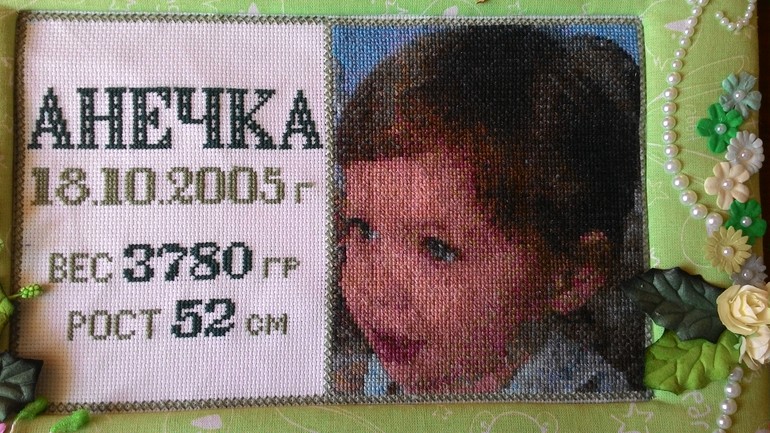 АНЕЧКА
18.10.2005 г
ВЕС 3780 гр
РОСТ 52 см